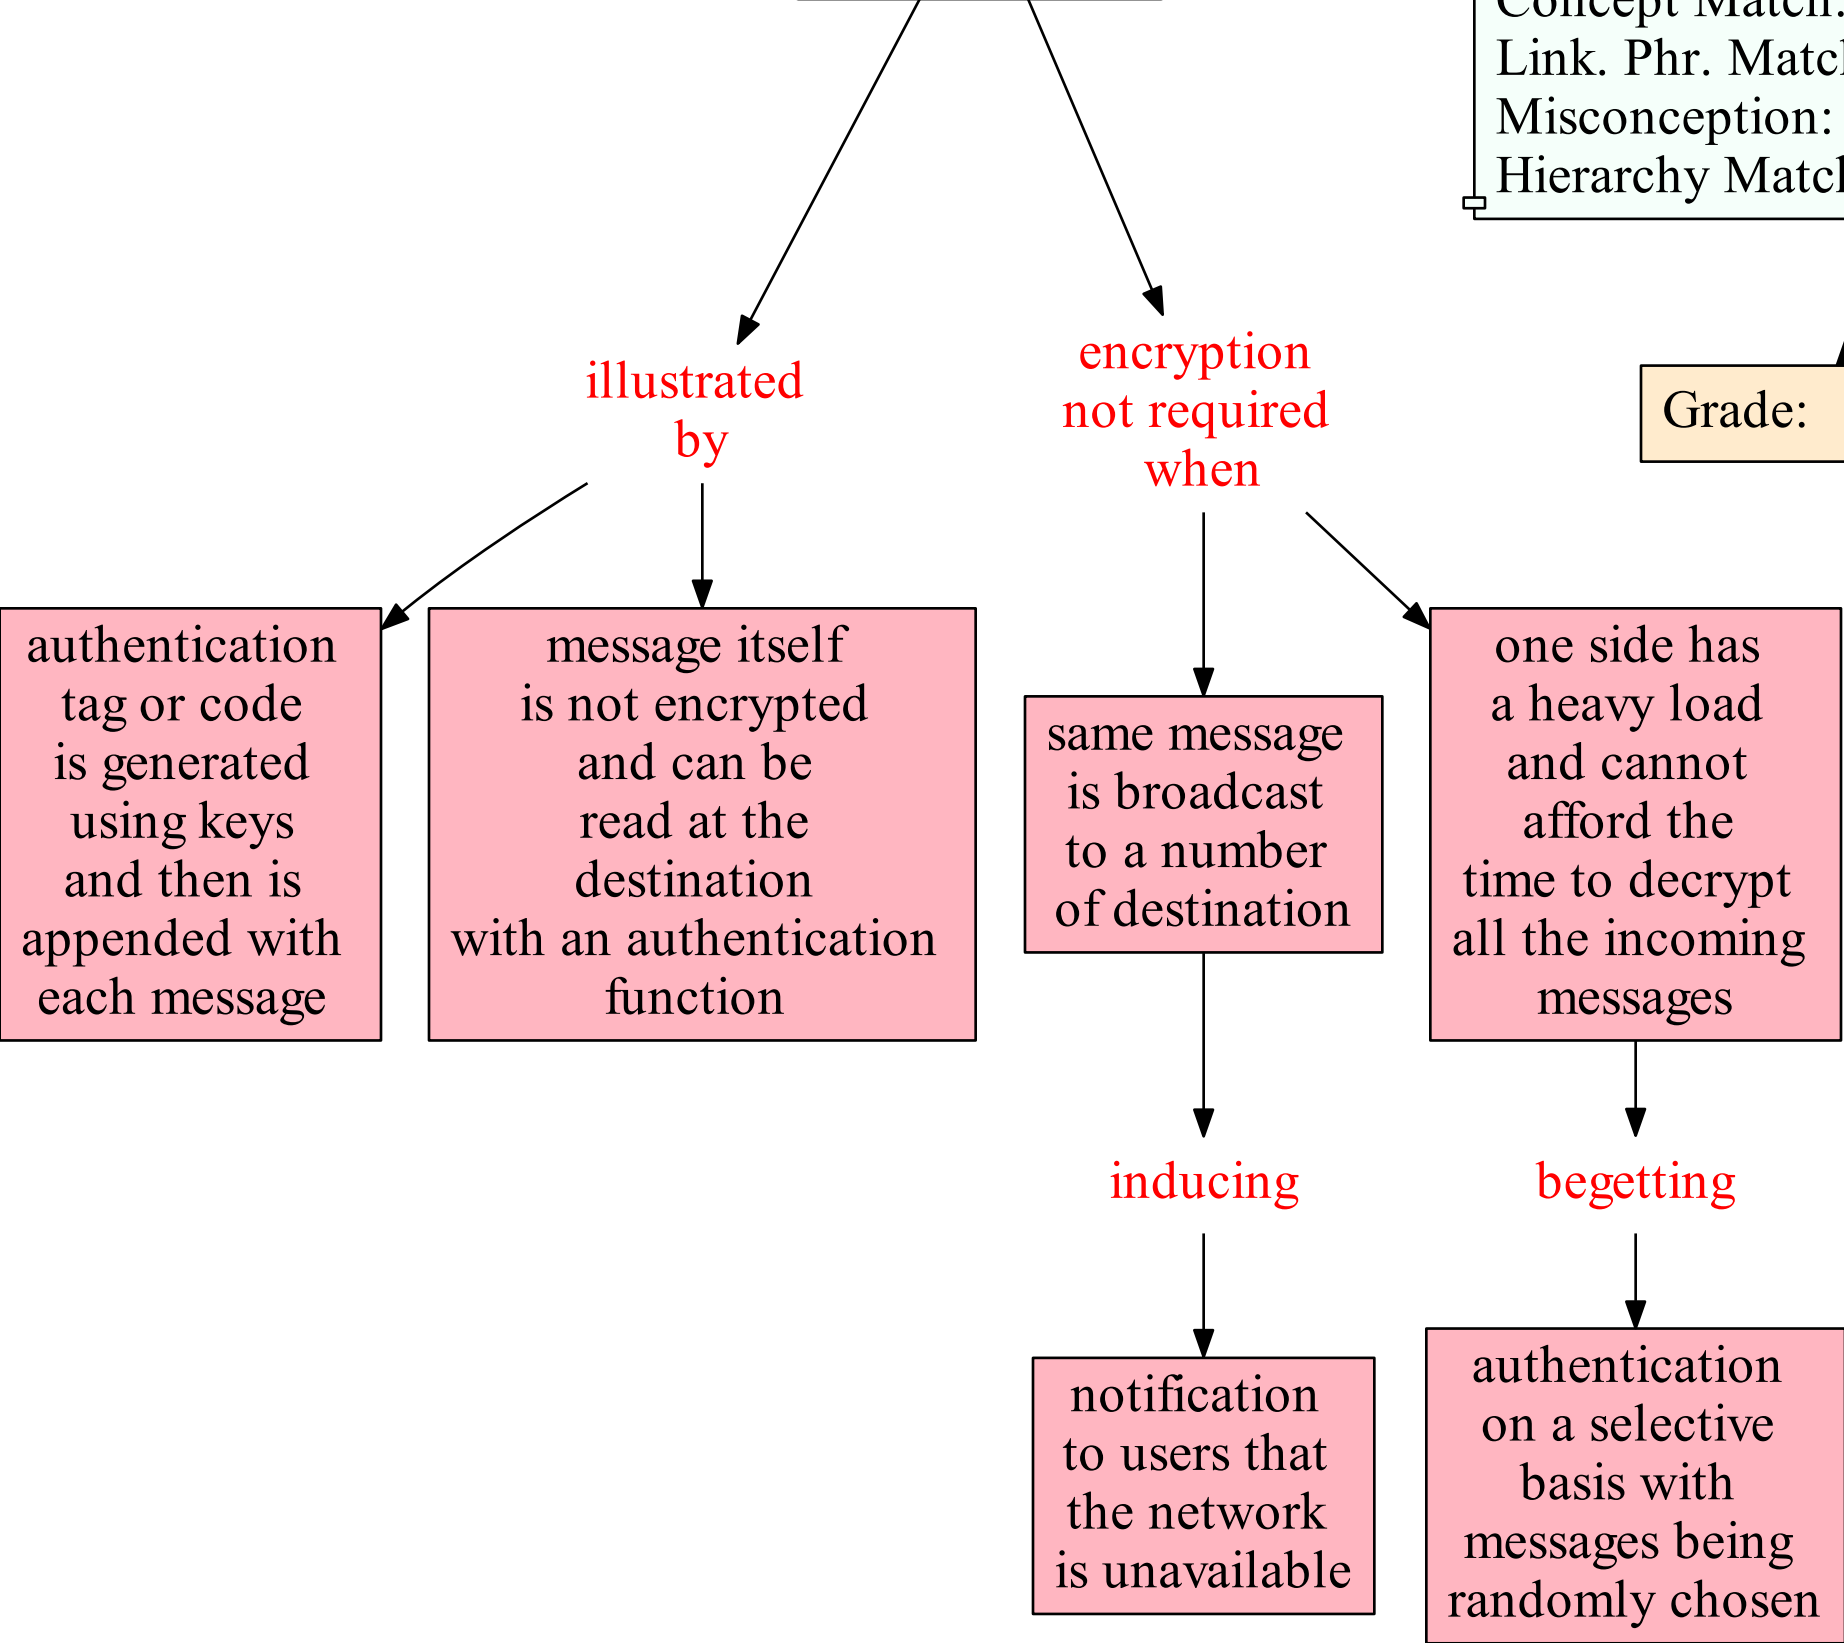 Concept Match:
Link. Phr. Match
Misconception:
Hierarchy Match
illustrated
by
encryption
not required
when
Grade:
authentication
tag or code
is generated
using keys
and then is
appended with
each message
message itself
is not encrypted
and can be
read at the
destination
with an authentication
function
same message
is broadcast
to a number
of destination
one side has
a heavy load
and cannot
afford the
time to decrypt
all the incoming
messages
inducing
begetting
notification
to users that
the network
is unavailable
authentication
on a selective
basis with
messages being
randomly chosen